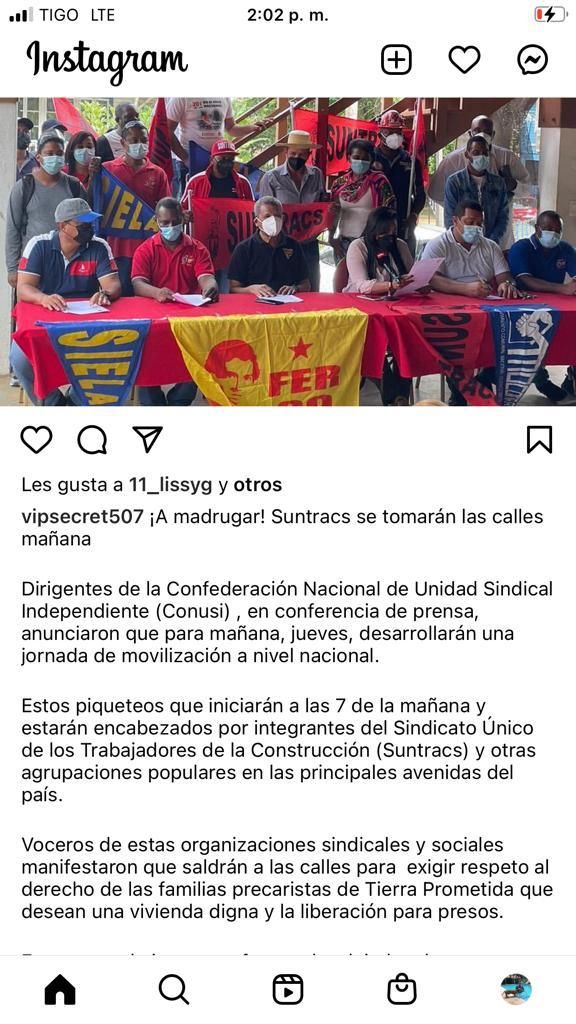 TIGO LTE
2:02 p. m.
Instagram
SUNTR
SIELA
SU RACS
SIELA
FER
SUN
RACS
Les gusta a 11_lissyg y otros
vipsecret507 ¡A madrugar! Suntracs se tomarán las calles
mañana
Dirigentes de la Confederación Nacional de Unidad Sindical
Independiente (Conusi) , en conferencia de prensa,
anunciaron que para mañana, jueves, desarrollarán una
jornada de movilización a nivel nacional.
Estos piqueteos que iniciarán a las 7 de la mañana y
estarán encabezados por integrantes del Sindicato Único
de los Trabajadores de la Construcción (Suntracs) y otras
agrupaciones populares en las principales avenidas del
país.
Voceros de estas organizaciones sindicales y sociales
manifestaron que saldrán a las calles para  exigir respeto al
derecho de las familias precaristas de Tierra Prometida que
desean una vivienda digna y la liberación para presos.